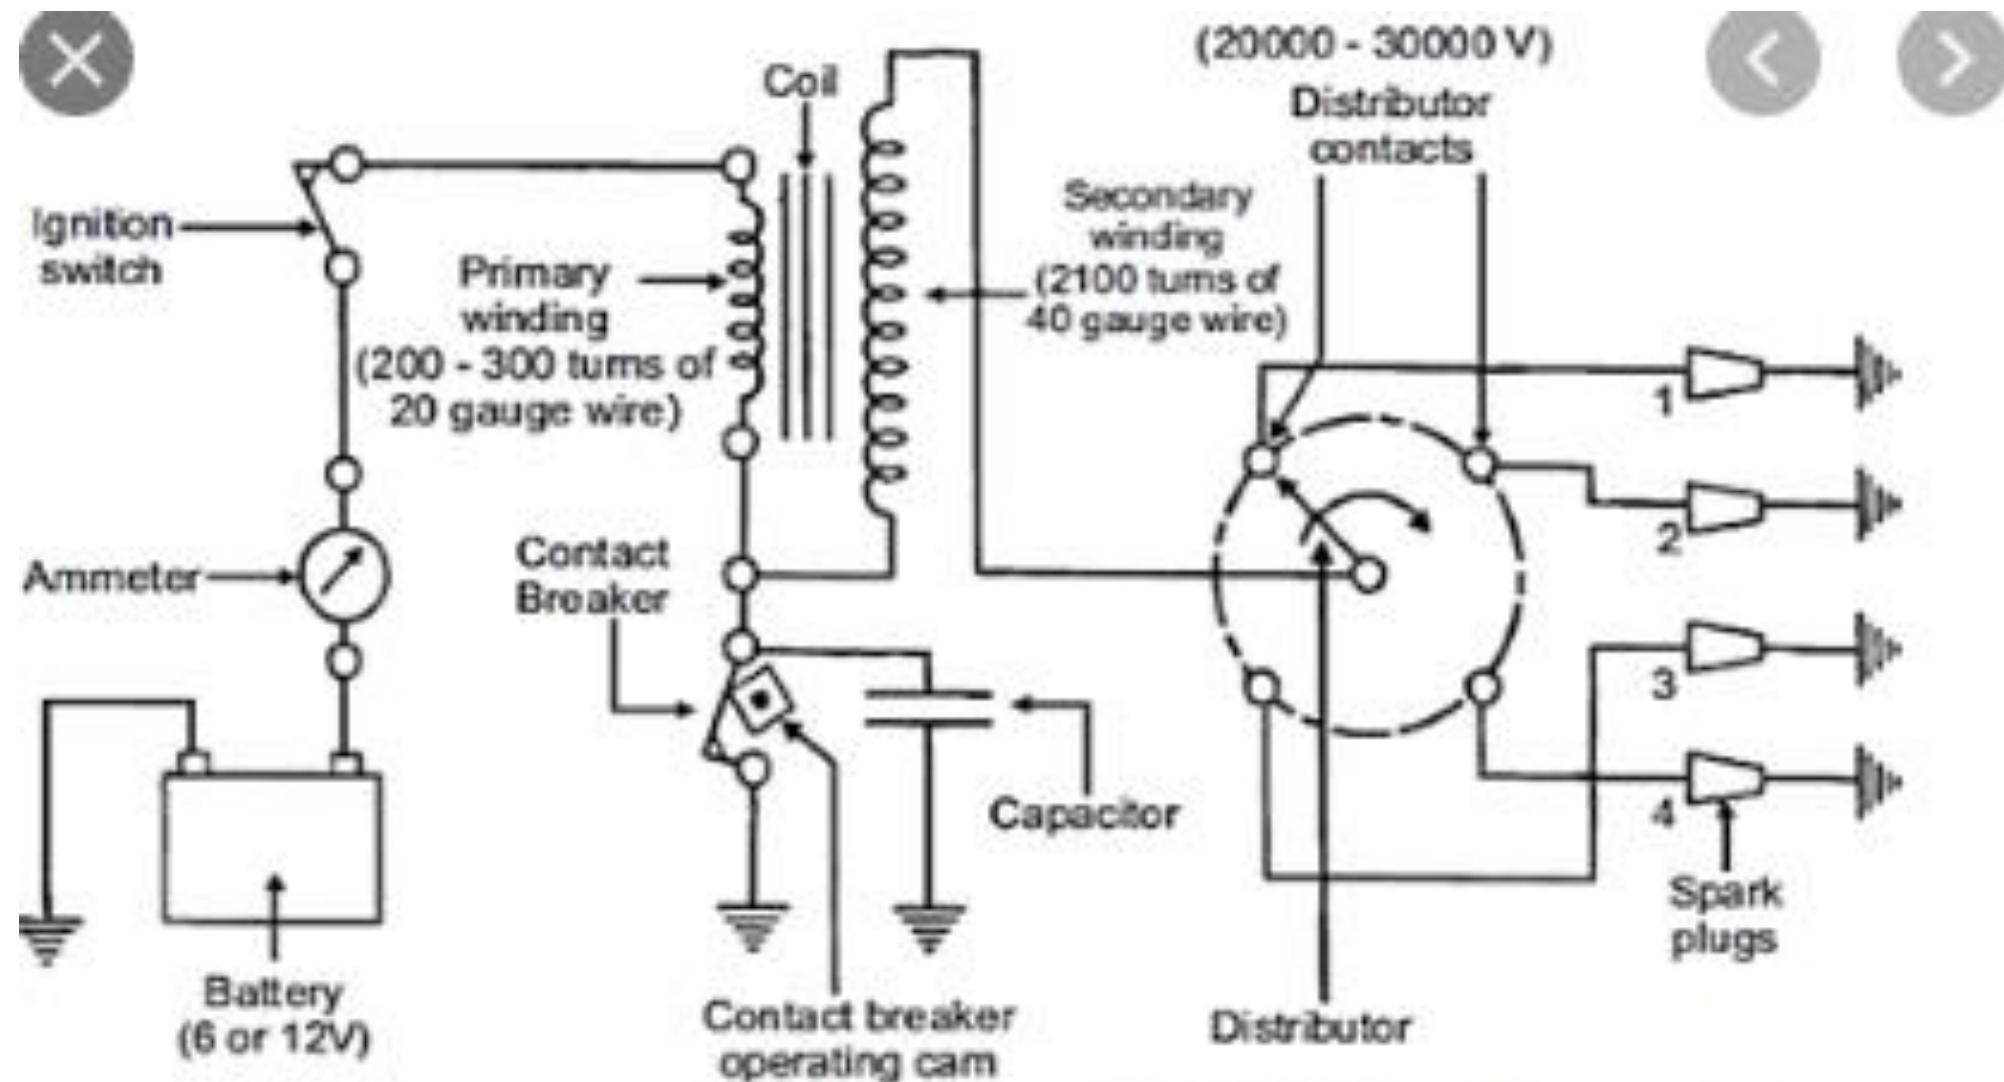 (20000 - 30000 V)
Distributor
contacts
Coil
Ignition
switch
Primary
winding
(200 - 300 turns of
20 gauge wire)
Secondary
winding
(2100 turns of
40 gauge wire)
1
2
3
4
Ammeter
Contact
Breaker
Capacitor
Spark
plugs
Battery
(6 or 12V)
Contact breaker
operating cam
Distributor